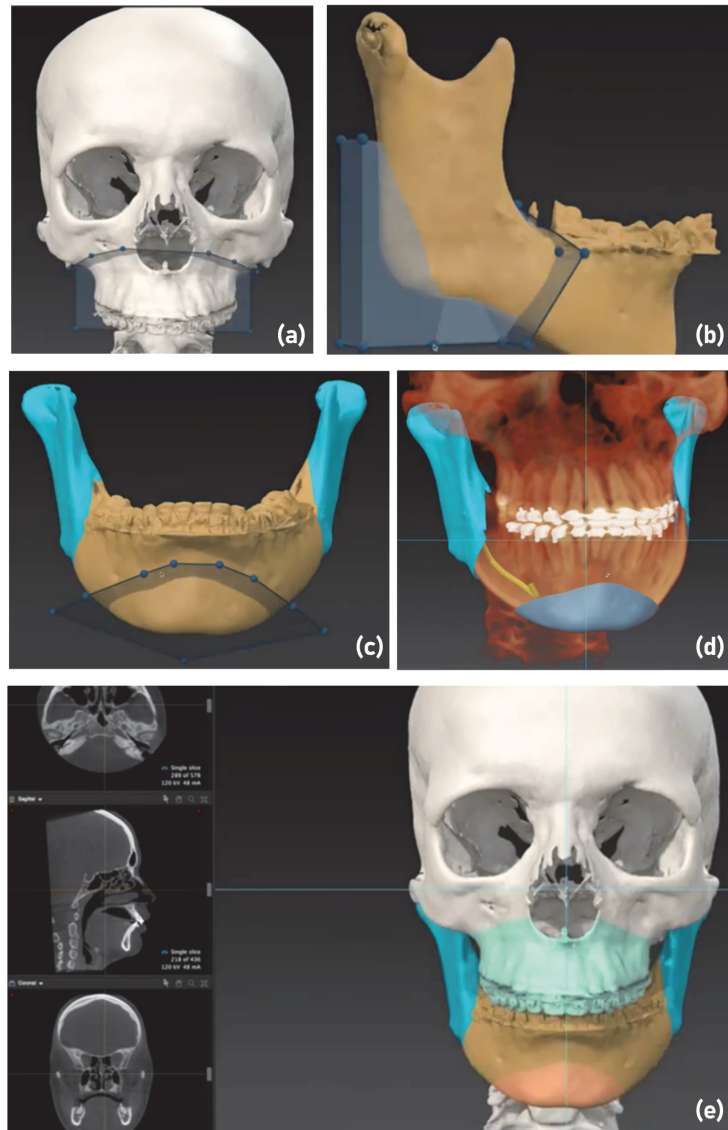 (a)
(b)
(c)
(d)
Single slice
289 of 578
120 kV 48 mA
Sagittal
Single slice
218 of 436
120 kV 48 mA
Coronal
(e)